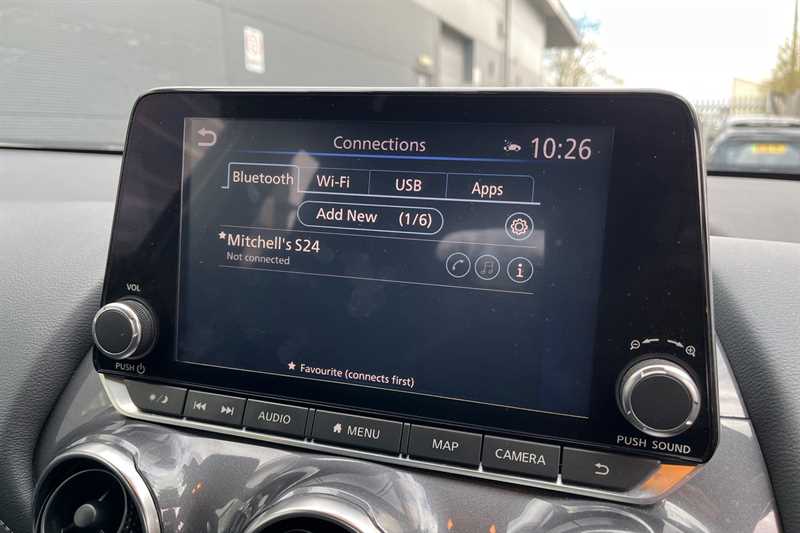 Connections
10:26
Bluetooth
Wi-Fi
USB
Apps
Add New (1/6)
★Mitchell's S24
Not connected
★ Favourite (connects first)
VOL
PUSH
PUSH SOUND
AUDIO
MENU
MAP
CAMERA